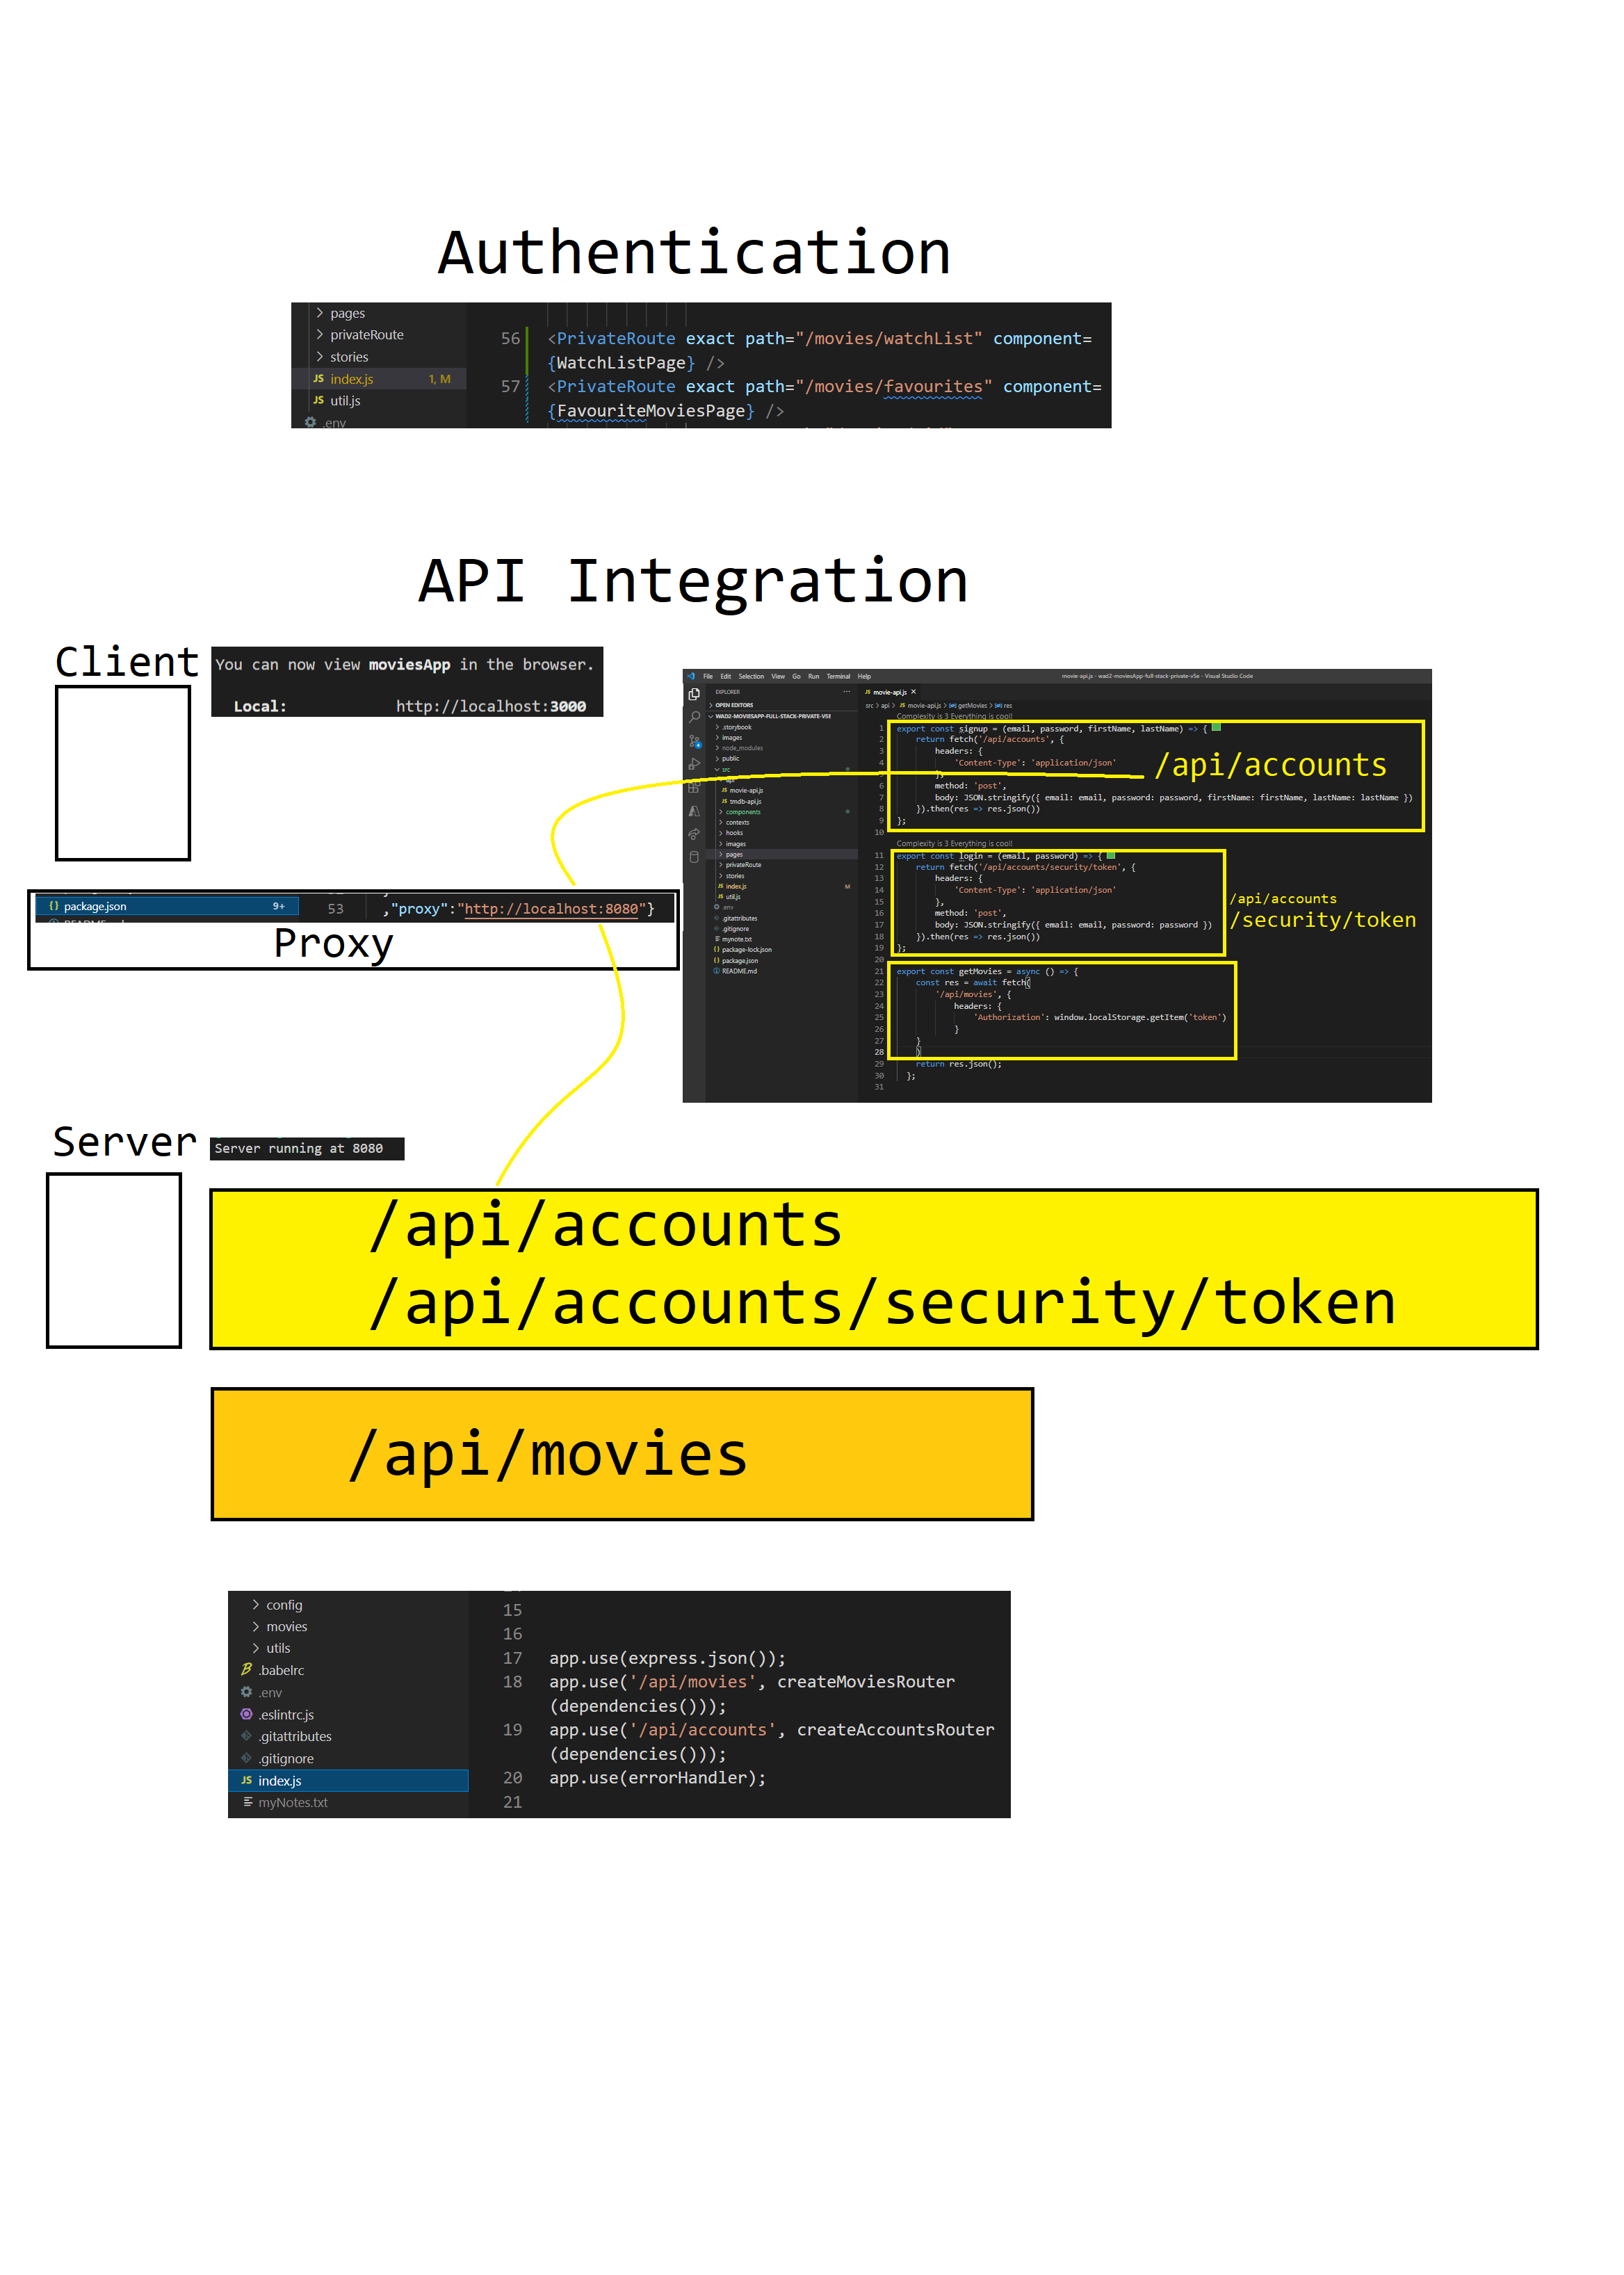 Authentication
pages
privateRoute
stories
JS index.js 1, M
JS util.js
.env
56 <PrivateRoute exact path="/movies/watchList" component=
{WatchListPage} />
57 <PrivateRoute exact path="/movies/favourites" component=
{FavouriteMoviesPage} />
API Integration
Client
You can now view moviesApp in the browser.
Local: http://localhost:3000
{} package.json 9+
53 ,"proxy":"http://localhost:8080"}
Proxy
File Edit Selection View Go Run Terminal Help
movie-api.js - wad2-moviesApp-full-stack-private-v5e - Visual Studio Code
EXPLORER ···
OPEN EDITORS
WAD2-MOVIESAPP-FULL-STACK-PRIVATE-V5E
.storybook
images
node_modules
public
src
api
movie-api.js
tmdb-api.js
components
contexts
hooks
images
pages
privateRoute
stories
JS index.js M
JS util.js
.env
.gitattributes
.gitignore
mynote.txt
{} package-lock.json
{} package.json
README.md
JS movie-api.js ×
src > api > JS movie-api.js > getMovies > res
Complexity is 3 Everything is cool!
1 export const signup = (email, password, firstName, lastName) => {
2 return fetch('/api/accounts', {
3 headers: {
4 'Content-Type': 'application/json'
},
6 method: 'post',
7 body: JSON.stringify({ email: email, password: password, firstName: firstName, lastName: lastName })
8 }).then(res => res.json())
9 };
10
/api/accounts
Complexity is 3 Everything is cool!
11 export const login = (email, password) => {
12 return fetch('/api/accounts/security/token', {
13 headers: {
14 'Content-Type': 'application/json'
15 },
16 method: 'post',
17 body: JSON.stringify({ email: email, password: password })
18 }).then(res => res.json())
19 };
20
/api/accounts
/security/token
21 export const getMovies = async () => {
22 const res = await fetch(
23 '/api/movies', {
24 headers: {
25 'Authorization': window.localStorage.getItem('token')
26 }
27 }
28 )
29 return res.json();
30 };
31
Server
Server running at 8080
/api/accounts
/api/accounts/security/token
/api/movies
config
movies
utils
.babelrc
.env
.eslintrc.js
.gitattributes
.gitignore
JS index.js
myNotes.txt
15
16
17 app.use(express.json());
18 app.use('/api/movies', createMoviesRouter
(dependencies()));
19 app.use('/api/accounts', createAccountsRouter
(dependencies()));
20 app.use(errorHandler);
21